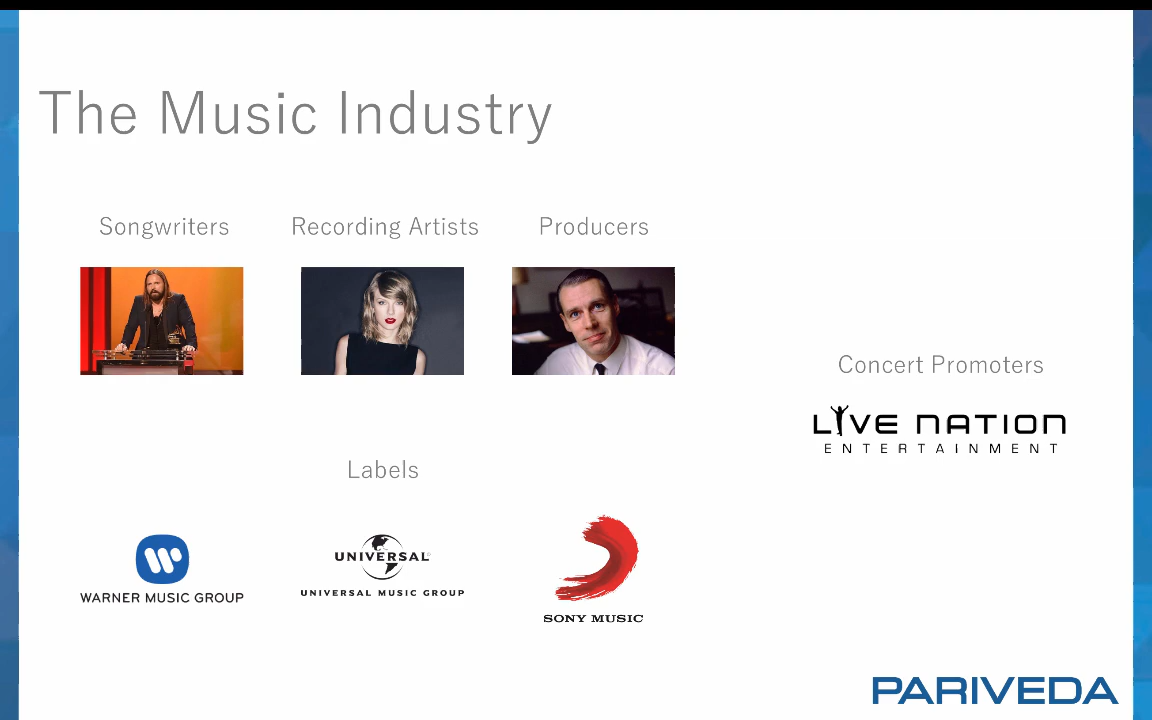 The Music Industry
Songwriters
Recording Artists
Producers
Concert Promoters
LIVE NATION
ENTERTAINMENT
Labels
WARNER MUSIC GROUP
UNIVERSAL
UNIVERSAL MUSIC GROUP
SONY MUSIC
PARIVEDA